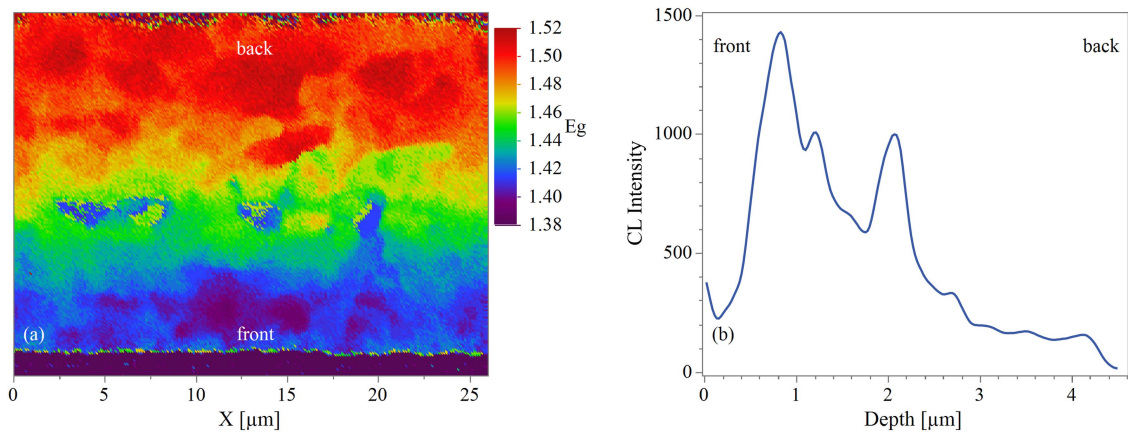 back
front
(a)
1.52
1.50
1.48
1.46
1.44
1.42
1.40
1.38
Eg
0 5 10 15 20 25
X [µm]
1500
1000
500
0
CL Intensity
front back
(b)
0 1 2 3 4
Depth [µm]